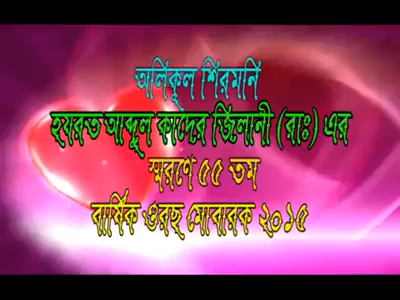 অলিকুল শিরমনি
হযরত আব্দুল কাদের জিলানী (রাঃ) এর
স্মরণে ৫৫ তম
বার্ষিক ওরছ মোবারক ২০১৫